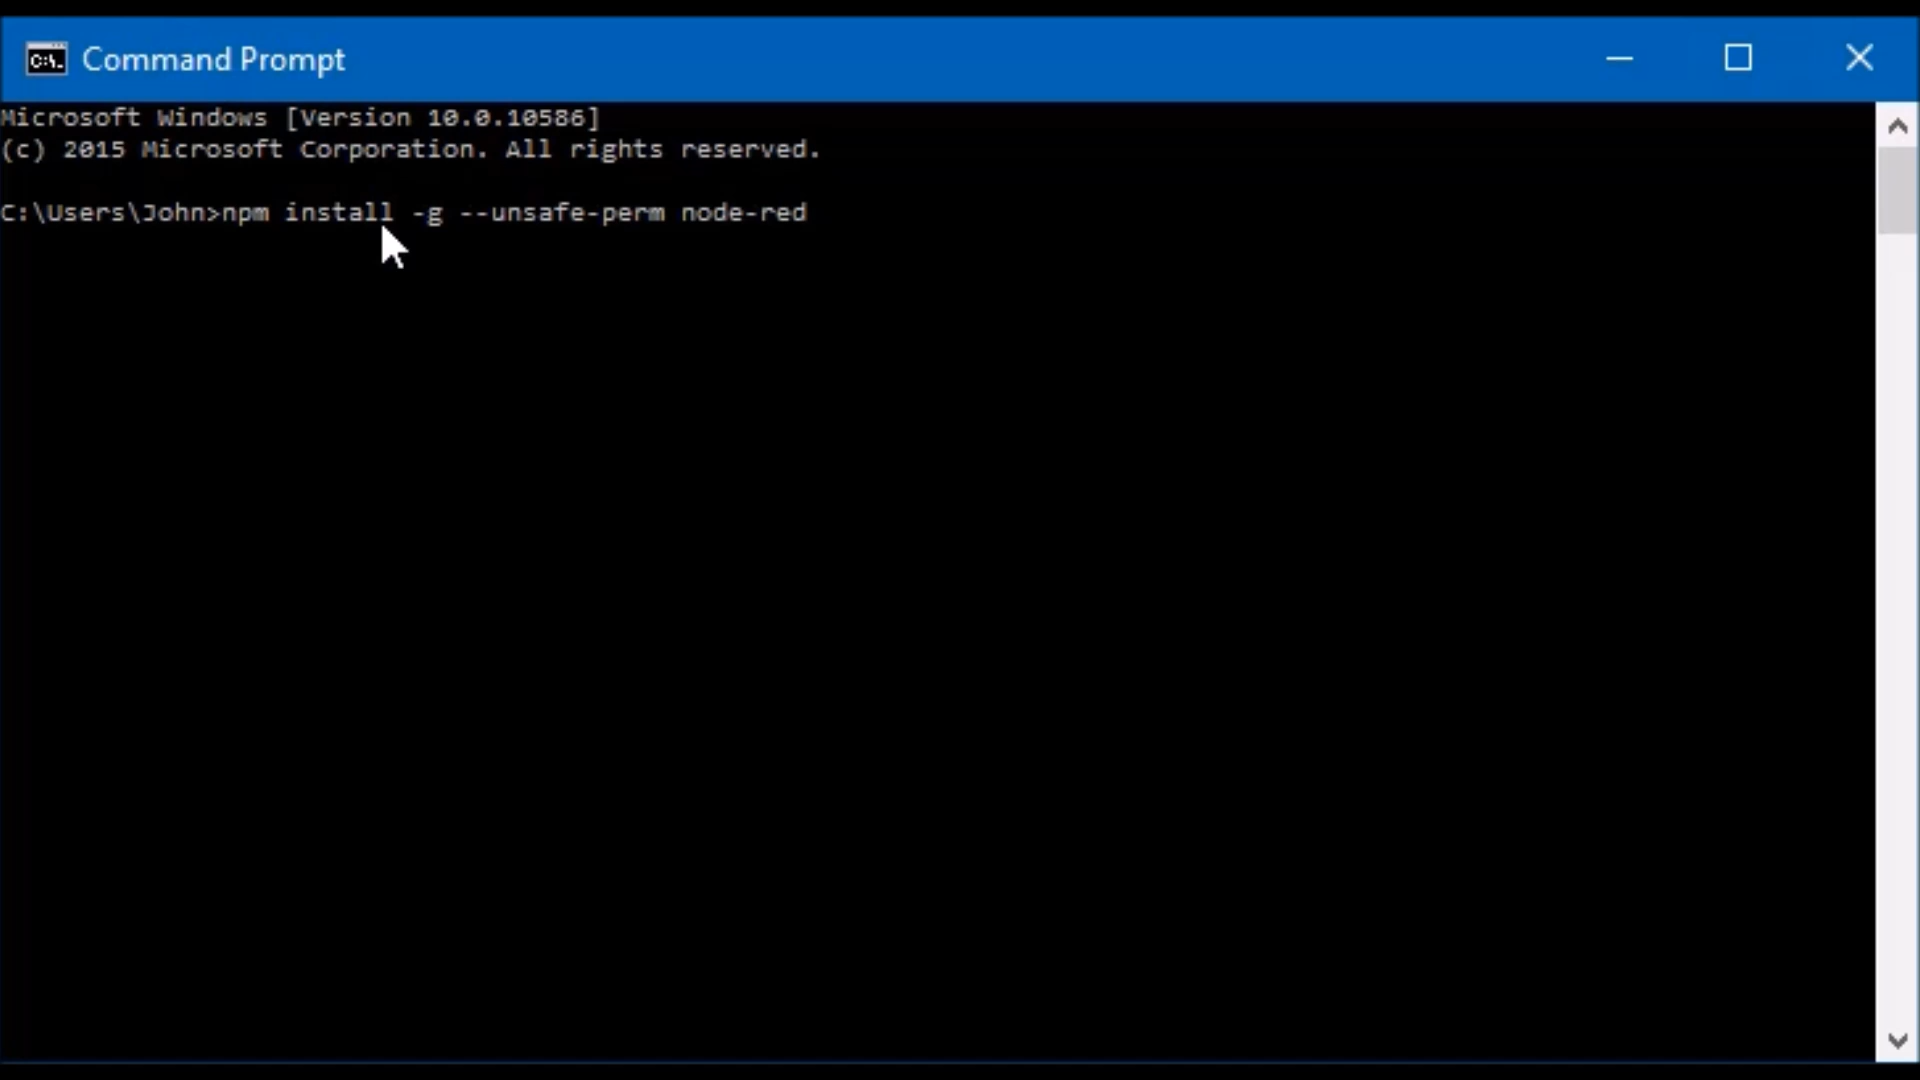 Command Prompt
Microsoft Windows [Version 10.0.10586]
(c) 2015 Microsoft Corporation. All rights reserved.
C:\Users\John>npm install -g --unsafe-perm node-red